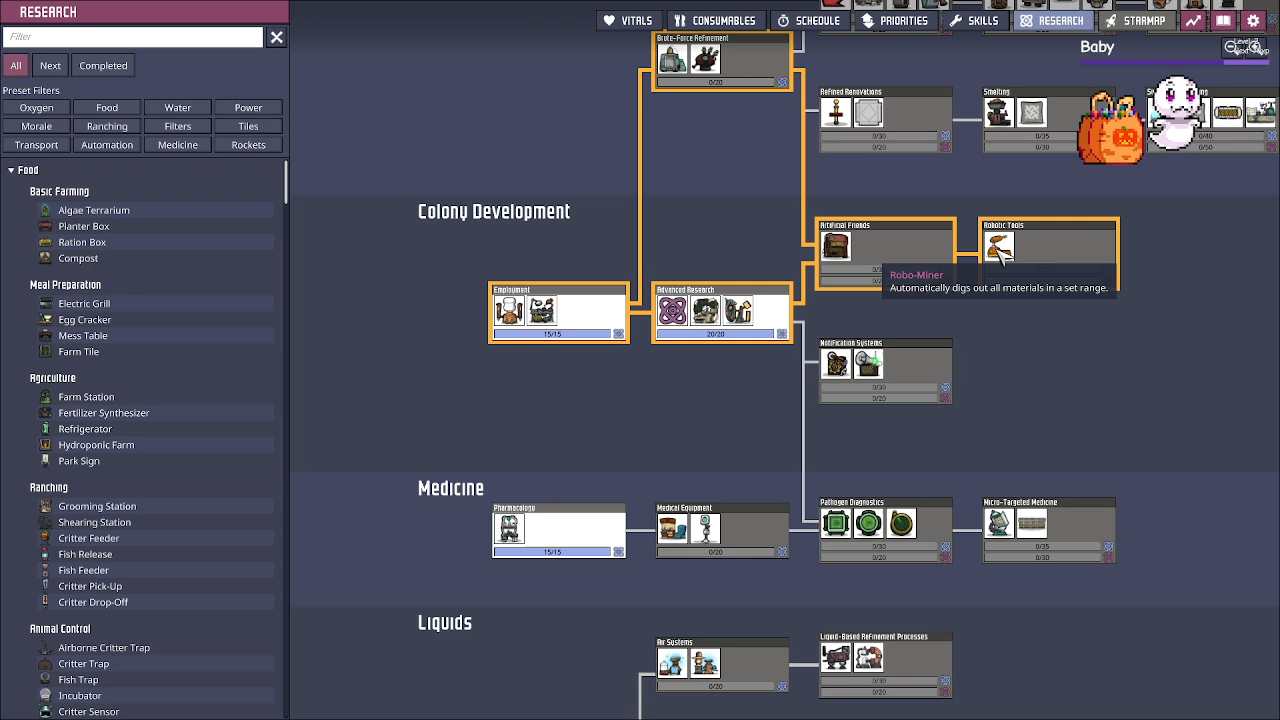 RESEARCH
VITALS
CONSUMABLES
SCHEDULE
PRIORITIES
SKILLS
RESEARCH
STARMAP
Filter
All
Next
Completed
Preset Filters
Oxygen
Food
Water
Power
Morale
Ranching
Filters
Tiles
Transport
Automation
Medicine
Rockets
Food
Basic Farming
Algae Terrarium
Planter Box
Ration Box
Compost
Meal Preparation
Electric Grill
Egg Cracker
Mess Table
Farm Tile
Agriculture
Farm Station
Fertilizer Synthesizer
Refrigerator
Hydroponic Farm
Park Sign
Ranching
Grooming Station
Shearing Station
Critter Feeder
Fish Release
Fish Feeder
Critter Pick-Up
Critter Drop-Off
Animal Control
Airborne Critter Trap
Critter Trap
Fish Trap
Incubator
Critter Sensor
Brute-Force Refinement
0/20
Baby
Refined Renovations
0/30
0/20
Smelting
0/35
0/30
0/40
0/50
Colony Development
Employment
15/15
Advanced Research
20/20
Artificial Friends
Robotic Tools
Robo-Miner
Automatically digs out all materials in a set range.
Notification Systems
0/30
0/20
Medicine
Pharmacology
15/15
Medical Equipment
0/20
Pathogen Diagnostics
0/30
0/20
Micro-Targeted Medicine
0/35
0/30
Liquids
Air Systems
0/20
Liquid-Based Refinement Processes
0/30
0/20